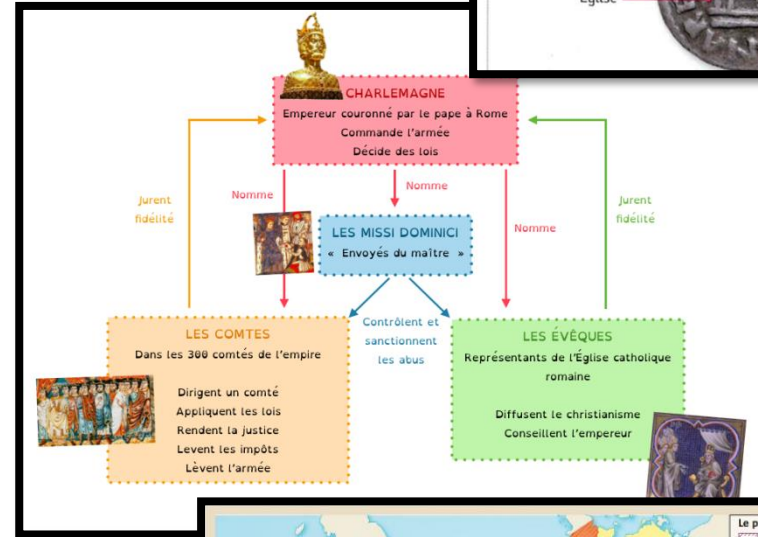 Église
CHARLEMAGNE
Empereur couronné par le pape à Rome
Commande l'armée
Décide des lois
Jurent
fidélité
Nomme
Nomme
Nomme
Jurent
fidélité
LES MISSI DOMINICI
« Envoyés du maître »
Contrôlent et
sanctionnent
les abus
LES COMTES
Dans les 300 comtés de l'empire
Dirigent un comté
Appliquent les lois
Rendent la justice
Levent les impôts
Lèvent l'armée
LES ÉVÊQUES
Représentants de l'Église catholique
romaine
Diffusent le christianisme
Conseillent l'empereur
Le p